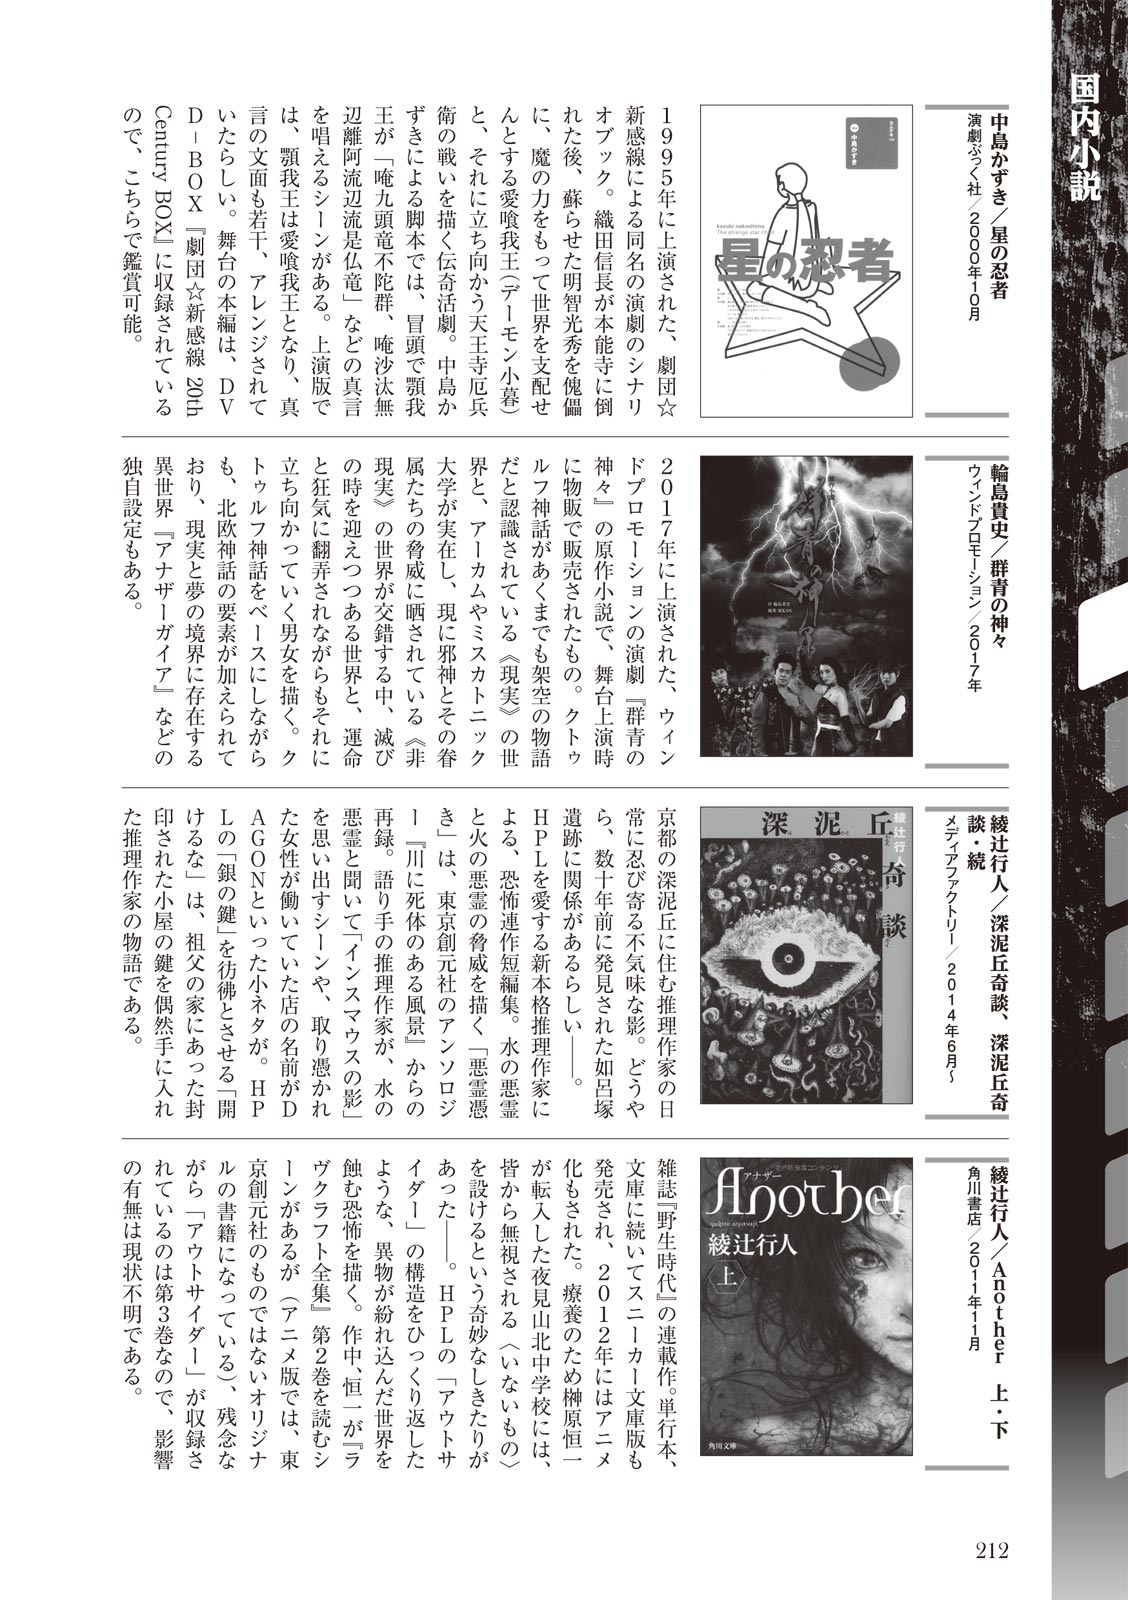 国内小説
中島かずき／星の忍者
演劇ぶっく社／2000年10月
kazuki nakashima
The strange star child
星の忍者
中島かずき
１９９５年に上演された、劇団☆
新感線による同名の演劇のシナリ
オブック。織田信長が本能寺に倒
れた後、蘇らせた明智光秀を傀儡
に、魔の力をもって世界を支配せ
んとする愛喰我王（デーモン小暮）
と、それに立ち向かう天王寺厄兵
衛の戦いを描く伝奇活劇。中島か
ずきによる脚本では、冒頭で顎我
王が「唵九頭竜不陀群、唵沙汰無
辺離阿流辺流是仏竜」などの真言
を唱えるシーンがある。上演版で
は、顎我王は愛喰我王となり、真
言の文面も若干、アレンジされて
いたらしい。舞台の本編は、ＤＶ
Ｄ－ＢＯＸ『劇団☆新感線 20th
Century BOX』に収録されている
ので、こちらで鑑賞可能。
輪島貴史／群青の神々
ウィンドプロモーション／2017年
群青の神々
２０１７年に上演された、ウィン
ドプロモーションの演劇『群青の
神々』の原作小説で、舞台上演時
に物販で販売されたもの。クトゥ
ルフ神話があくまでも架空の物語
だと認識されている《現実》の世
界と、アーカムやミスカトニック
大学が実在し、現に邪神とその眷
属たちの脅威に晒されている《非
現実》の世界が交錯する中、滅び
の時を迎えつつある世界と、運命
と狂気に翻弄されながらもそれに
立ち向かっていく男女を描く。ク
トゥルフ神話をベースにしながら
も、北欧神話の要素が加えられて
おり、現実と夢の境界に存在する
異世界『アナザーガイア』などの
独自設定もある。
綾辻行人／深泥丘奇談、深泥丘奇
談・続
メディアファクトリー／2014年6月～
綾辻行人
深泥丘奇談
京都の深泥丘に住む推理作家の日
常に忍び寄る不気味な影。どうや
ら、数十年前に発見された如呂塚
遺跡に関係があるらしい――。
ＨＰＬを愛する新本格推理作家に
よる、恐怖連作短編集。水の悪霊
と火の悪霊の脅威を描く「悪霊憑
き」は、東京創元社のアンソロジ
ー『川に死体のある風景』からの
再録。語り手の推理作家が、水の
悪霊と聞いて「インスマウスの影」
を思い出すシーンや、取り憑かれ
た女性が働いていた店の名前がＤ
ＡＧＯＮといった小ネタが。ＨＰ
Ｌの「銀の鍵」を彷彿とさせる「開
けるな」は、祖父の家にあった封
印された小屋の鍵を偶然手に入れ
た推理作家の物語である。
綾辻行人／Another 上・下
角川書店／2011年11月
アナザー
Another
yukito ayatsuji
綾辻行人
上
角川文庫
雑誌『野生時代』の連載作。単行本、
文庫に続いてスニーカー文庫版も
発売され、２０１２年にはアニメ
化もされた。療養のため榊原恒一
が転入した夜見山北中学校には、
皆から無視される〈いないもの〉
を設けるという奇妙なしきたりが
あった――。ＨＰＬの「アウトサ
イダー」の構造をひっくり返した
ような、異物が紛れ込んだ世界を
蝕む恐怖を描く。作中、恒一が『ラ
ヴクラフト全集』第２巻を読むシ
ーンがあるが（アニメ版では、東
京創元社のものではないオリジナ
ルの書籍になっている）、残念な
がら「アウトサイダー」が収録さ
れているのは第３巻なので、影響
の有無は現状不明である。
212